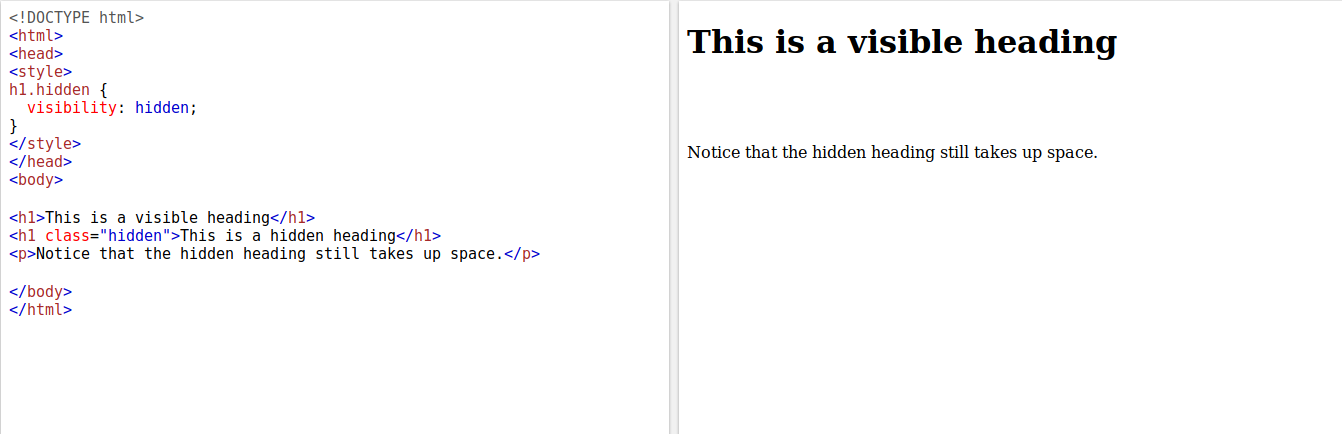 <!DOCTYPE html>
<html>
<head>
<style>
h1.hidden {
  visibility: hidden;
}
</style>
</head>
<body>

<h1>This is a visible heading</h1>
<h1 class="hidden">This is a hidden heading</h1>
<p>Notice that the hidden heading still takes up space.</p>

</body>
</html>
This is a visible heading
Notice that the hidden heading still takes up space.